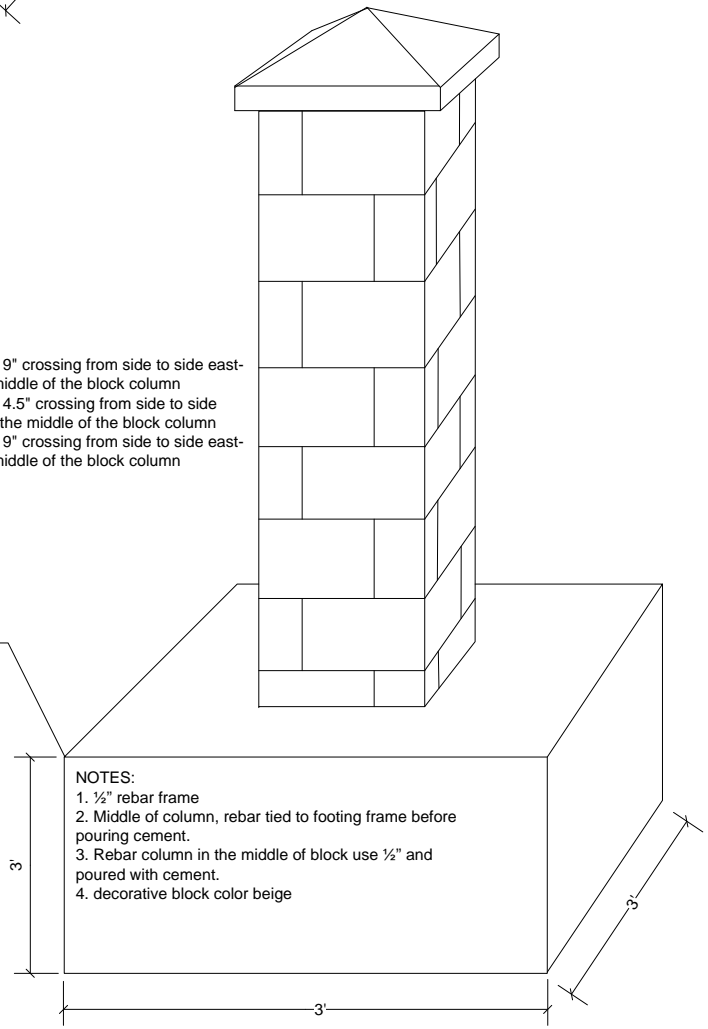 9" crossing from side to side east-
middle of the block column
4.5" crossing from side to side
the middle of the block column
9" crossing from side to side east-
middle of the block column
NOTES:
1. ½” rebar frame
2. Middle of column, rebar tied to footing frame before
pouring cement.
3. Rebar column in the middle of block use ½” and
poured with cement.
4. decorative block color beige
3'
3'
3'